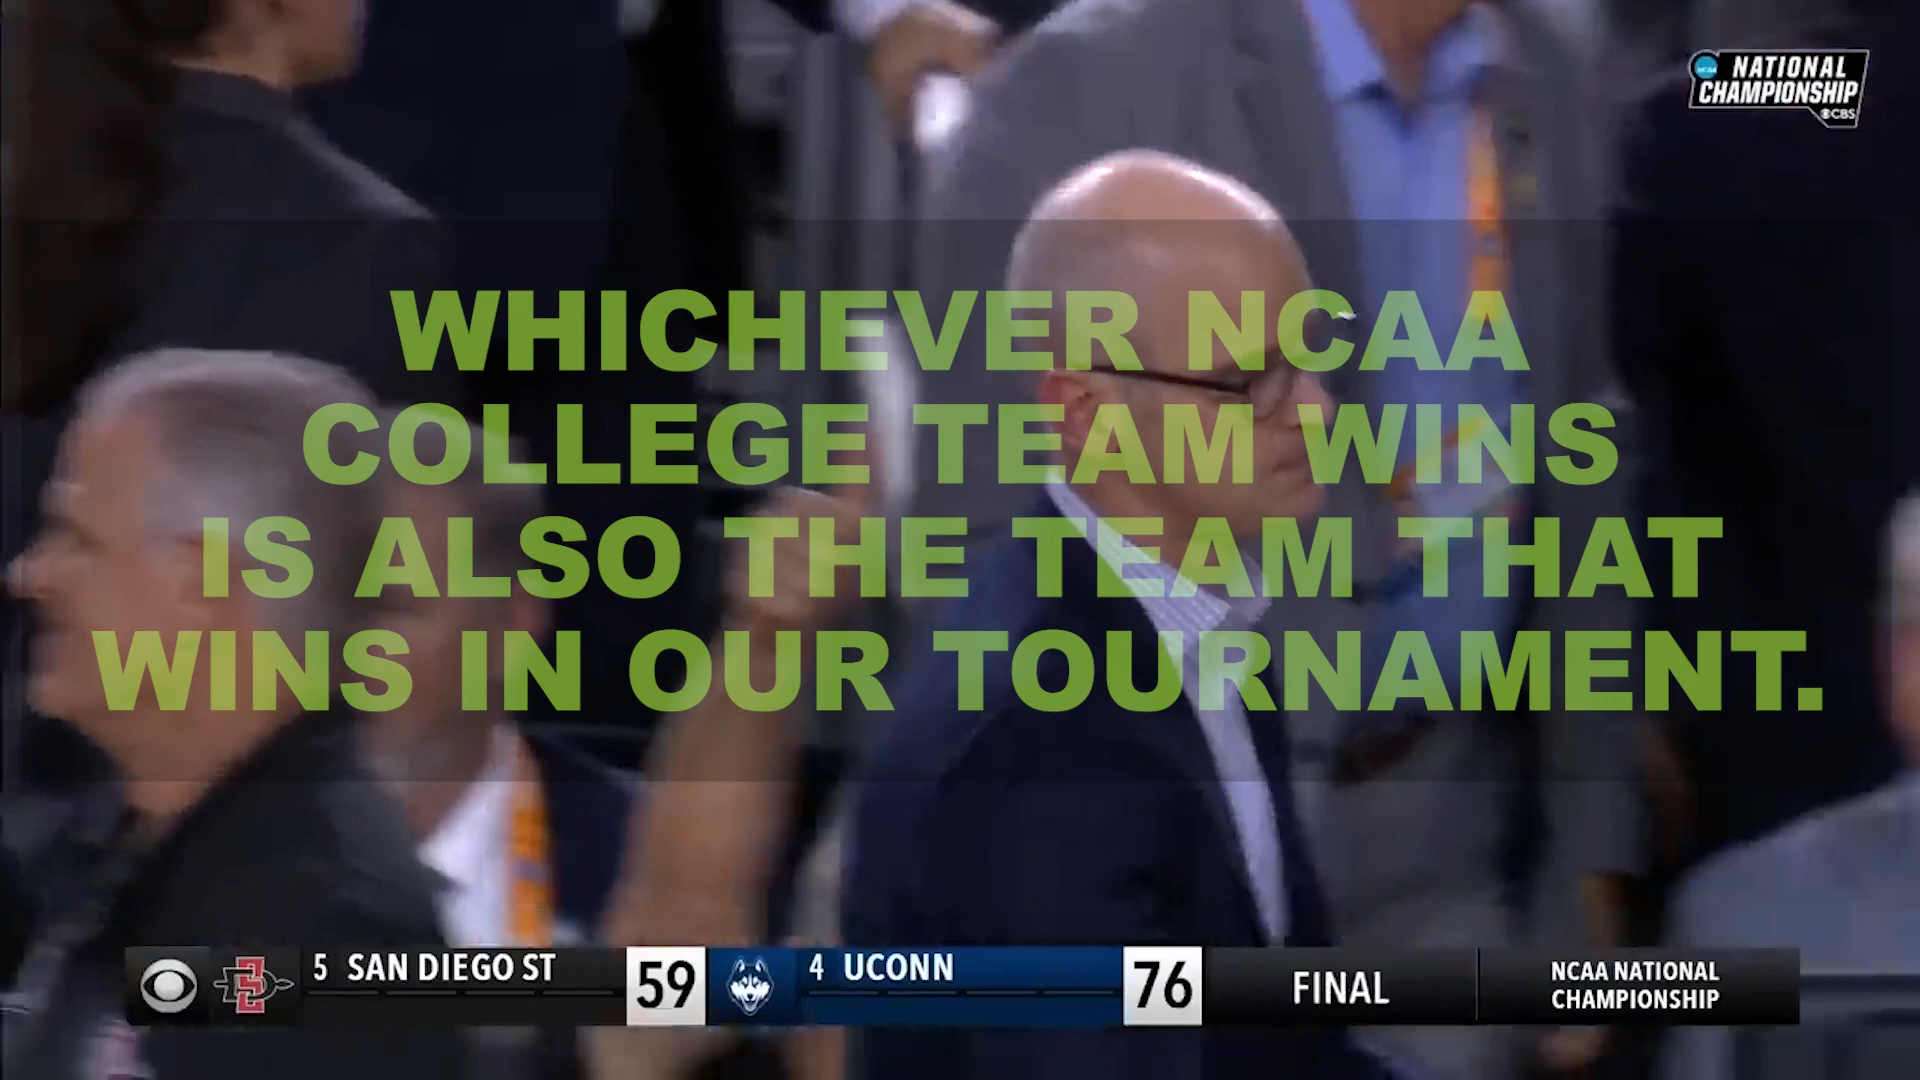 NCAA NATIONAL
CHAMPIONSHIP
CBS
WHICHEVER NCAA
COLLEGE TEAM WINS
IS ALSO THE TEAM THAT
WINS IN OUR TOURNAMENT.
5 SAN DIEGO ST 59 4 UCONN 76 FINAL
NCAA NATIONAL
CHAMPIONSHIP